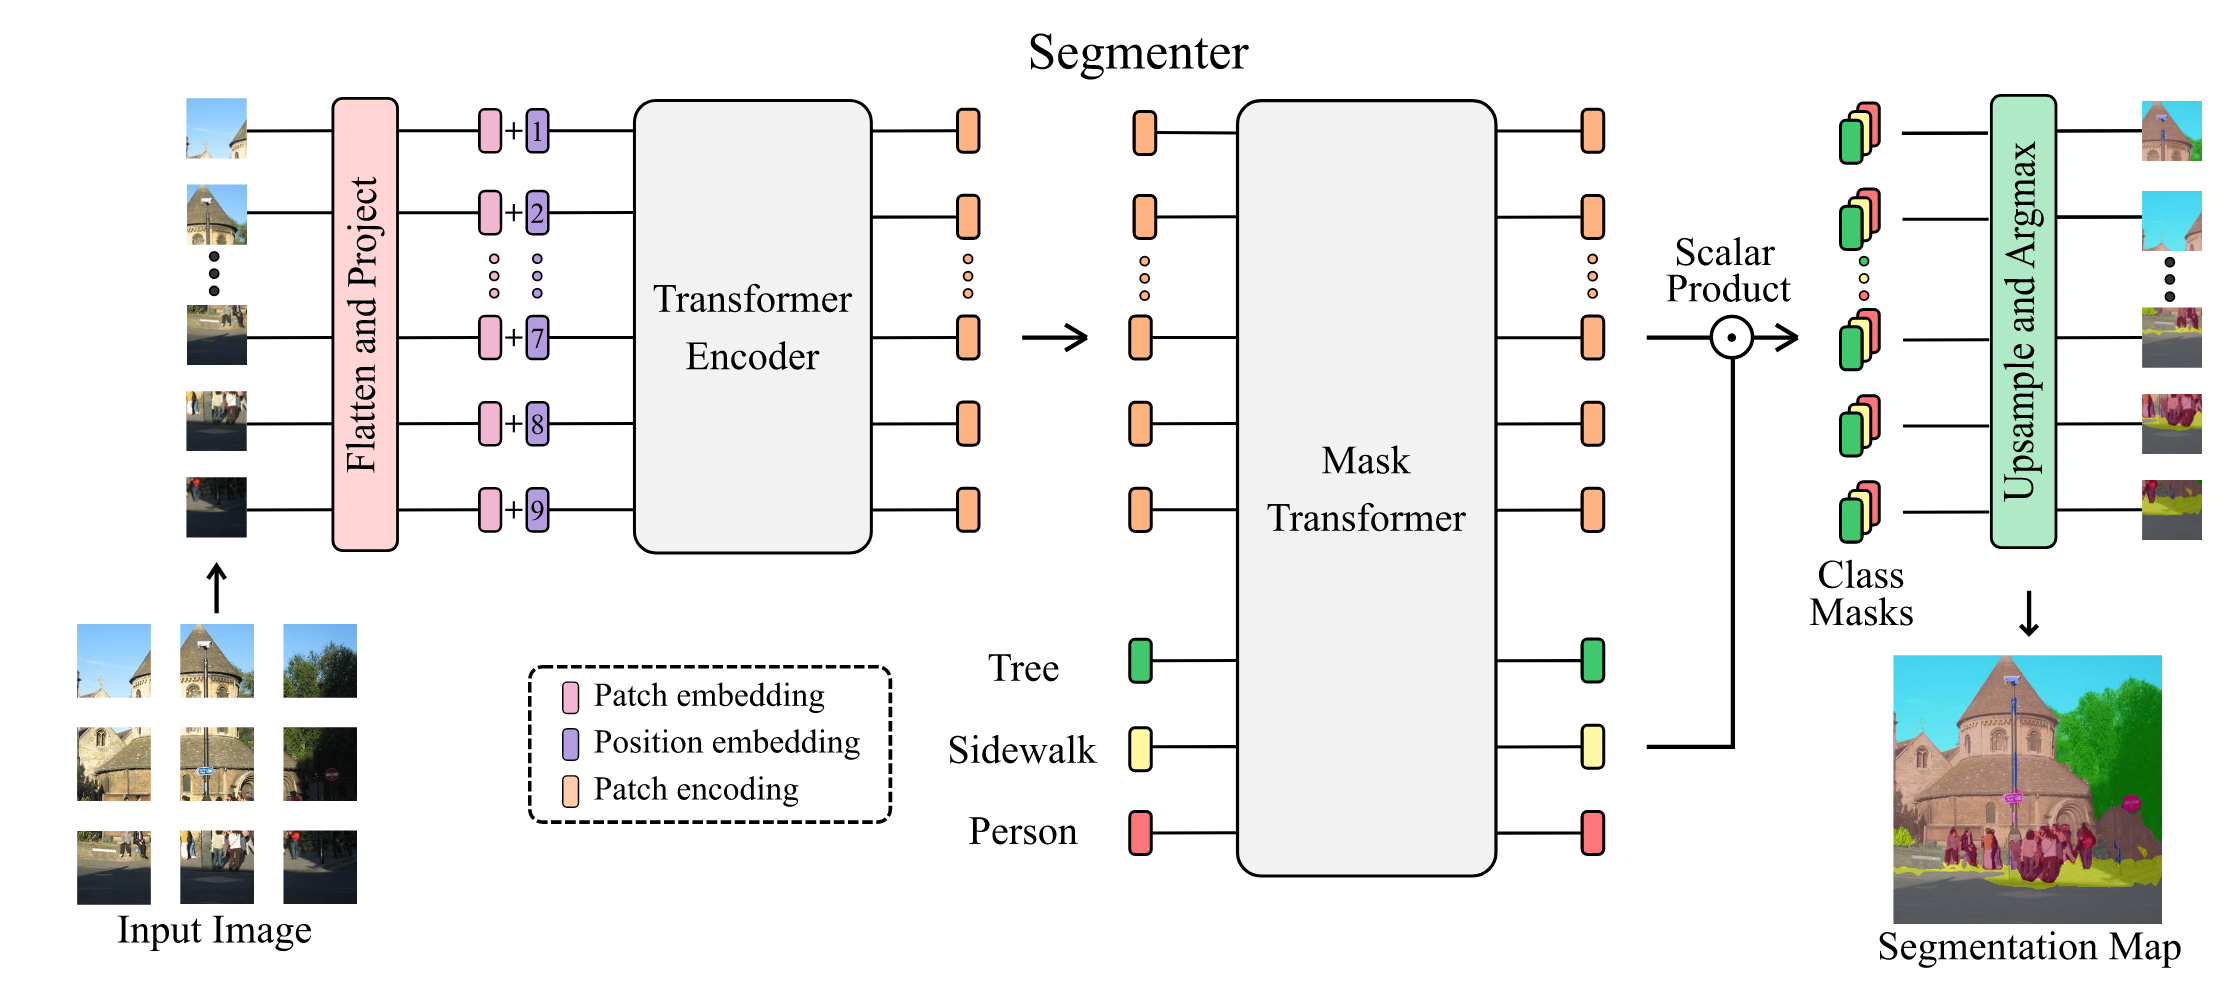 Segmenter
Flatten and Project
+ 1
+ 2
+ 7
+ 8
+ 9
Transformer
Encoder
Mask
Transformer
Scalar
Product
Upsample and Argmax
Class
Masks
Tree
Sidewalk
Person
Patch embedding
Position embedding
Patch encoding
Input Image
Segmentation Map